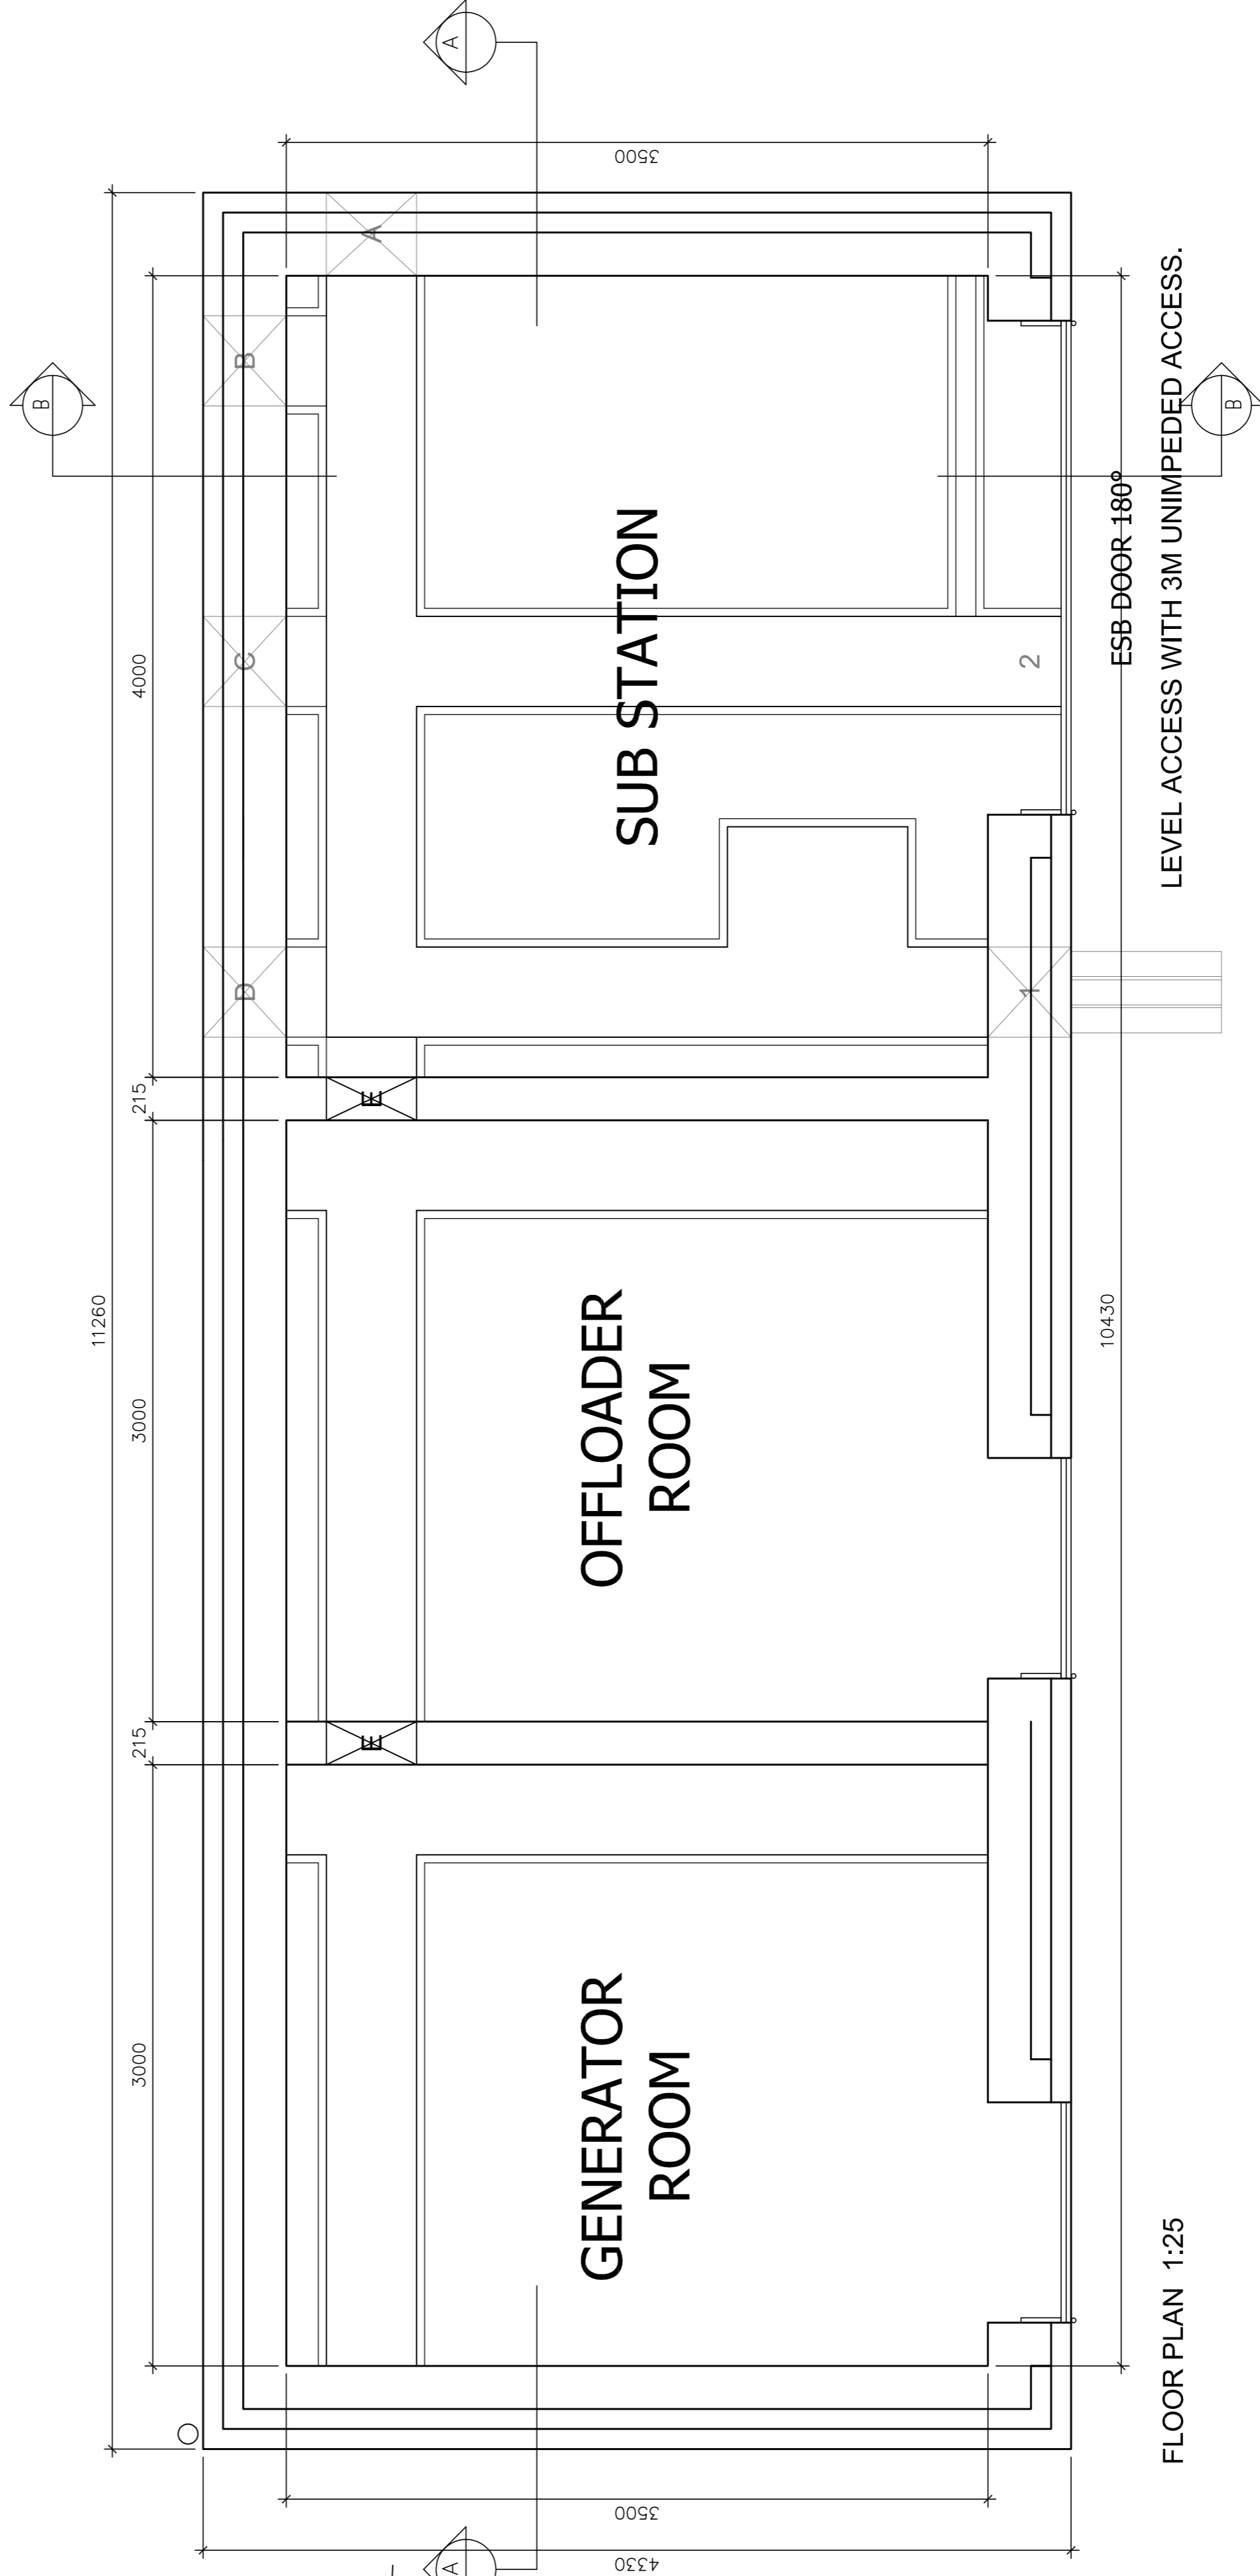 B
11260
3000
215
3000
215
4000
D
C
B
A
E
E
A
A
3500
4330
3500
GENERATOR
ROOM
OFFLOADER
ROOM
SUB STATION
1
2
10430
ESB DOOR 180°
LEVEL ACCESS WITH 3M UNIMPEDED ACCESS.
B
FLOOR PLAN 1:25